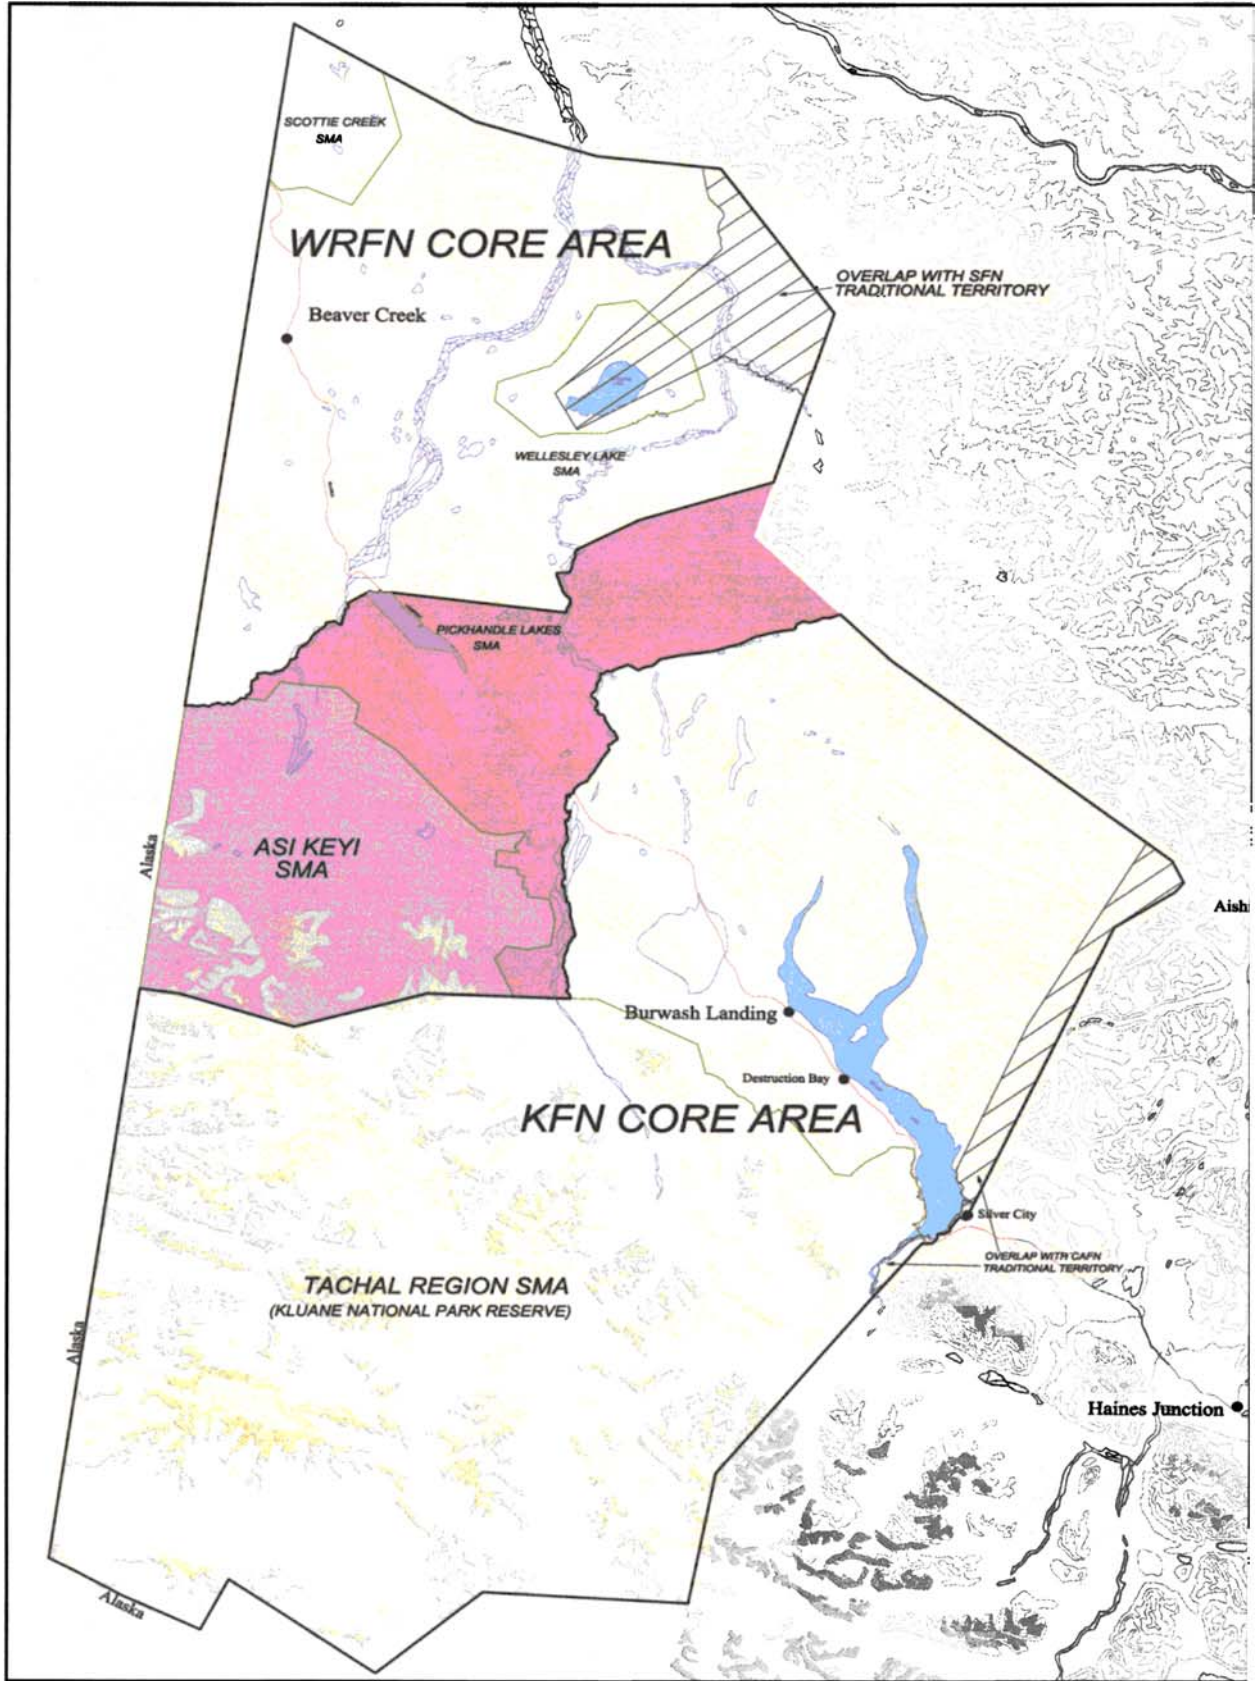 SCOTTIE CREEK
SMA
WRFN CORE AREA
OVERLAP WITH SFN
TRADITIONAL TERRITORY
Beaver Creek
WELLESLEY LAKE
SMA
PICKHANDLE LAKES
SMA
ASI KEYI
SMA
Alaska
Aish
Burwash Landing
Destruction Bay
KFN CORE AREA
Silver City
OVERLAP WITH CAFN
TRADITIONAL TERRITORY
TACHAL REGION SMA
(KLUANE NATIONAL PARK RESERVE)
Alaska
Haines Junction
Alaska